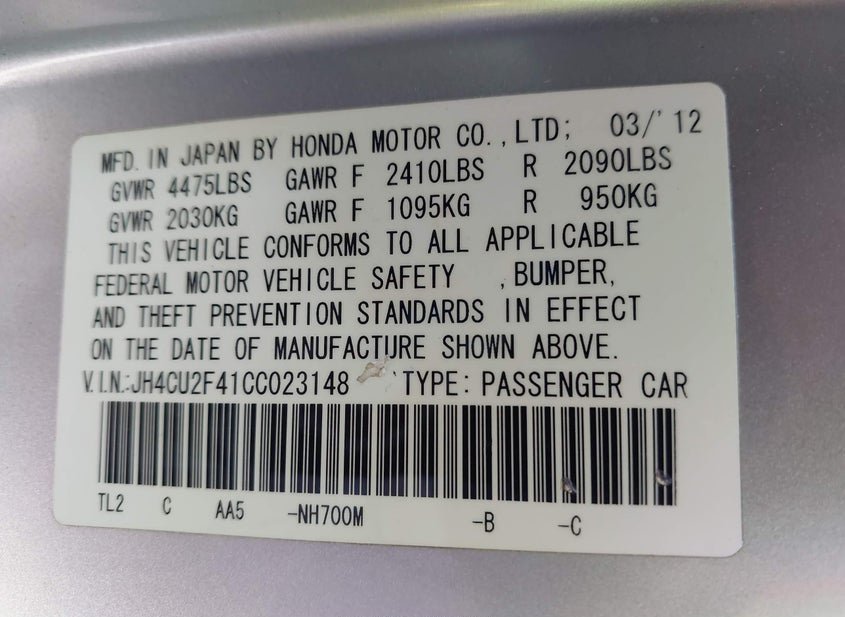 MFD. IN JAPAN BY HONDA MOTOR CO., LTD; 03/'12
GVWR 4475LBS GAWR F 2410LBS R 2090LBS
GVWR 2030KG GAWR F 1095KG R 950KG
THIS VEHICLE CONFORMS TO ALL APPLICABLE
FEDERAL MOTOR VEHICLE SAFETY , BUMPER,
AND THEFT PREVENTION STANDARDS IN EFFECT
ON THE DATE OF MANUFACTURE SHOWN ABOVE.
V.I.N.:JH4CU2F41CC023148 TYPE: PASSENGER CAR
TL2 C AA5 -NH700M -B -C